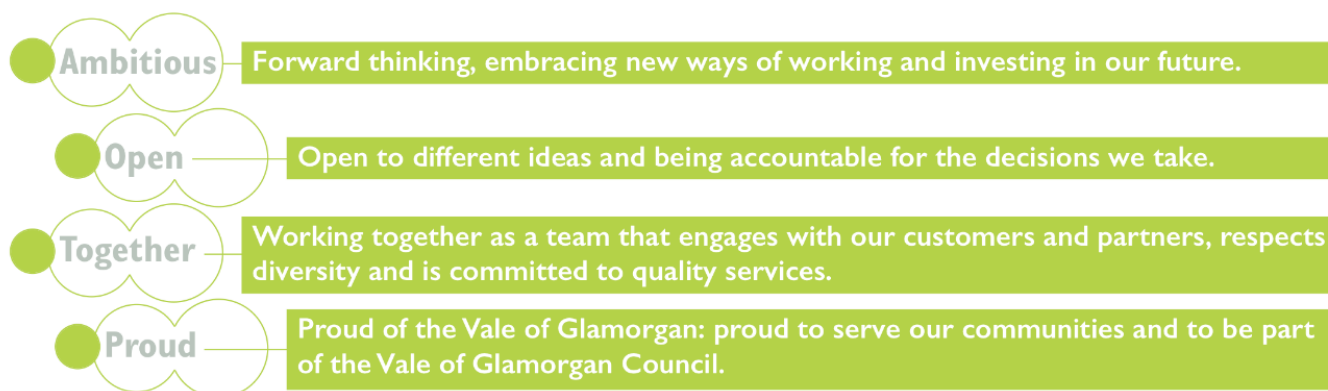 Ambitious
Forward thinking, embracing new ways of working and investing in our future.
Open
Open to different ideas and being accountable for the decisions we take.
Together
Working together as a team that engages with our customers and partners, respects
diversity and is committed to quality services.
Proud
Proud of the Vale of Glamorgan: proud to serve our communities and to be part
of the Vale of Glamorgan Council.